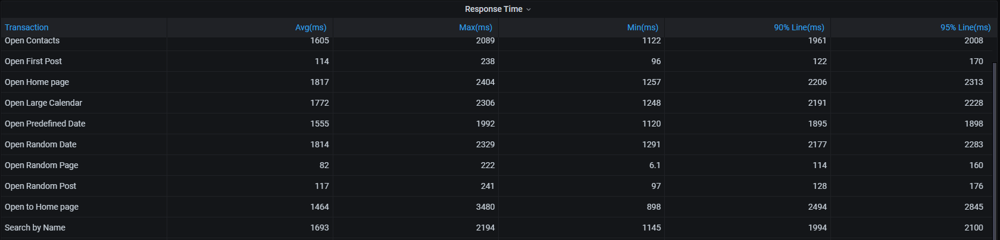 Response Time
Transaction Avg(ms) Max(ms) Min(ms) 90% Line(ms) 95% Line(ms)
Open Contacts 1605 2089 1122 1961 2008
Open First Post 114 238 96 122 170
Open Home page 1817 2404 1257 2206 2313
Open Large Calendar 1772 2306 1248 2191 2228
Open Predefined Date 1555 1992 1120 1895 1898
Open Random Date 1814 2329 1291 2177 2283
Open Random Page 82 222 6.1 114 160
Open Random Post 117 241 97 128 176
Open to Home page 1464 3480 898 2494 2845
Search by Name 1693 2194 1145 1994 2100